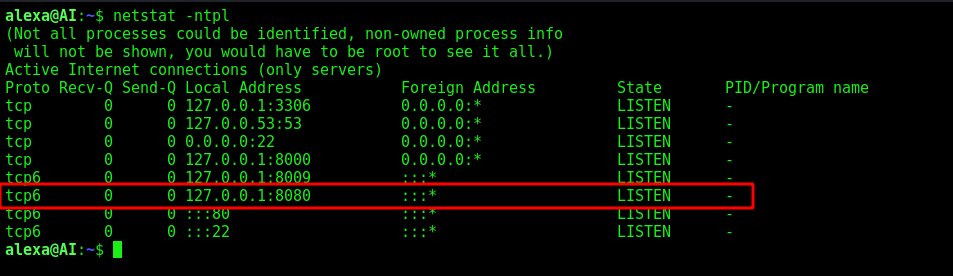 alexa@AI:~$ netstat -ntpl
(Not all processes could be identified, non-owned process info
 will not be shown, you would have to be root to see it all.)
Active Internet connections (only servers)
Proto Recv-Q Send-Q Local Address           Foreign Address         State       PID/Program name
tcp        0      0 127.0.0.1:3306          0.0.0.0:*               LISTEN      -
tcp        0      0 127.0.0.53:53           0.0.0.0:*               LISTEN      -
tcp        0      0 0.0.0.0:22              0.0.0.0:*               LISTEN      -
tcp        0      0 127.0.0.1:8000          0.0.0.0:*               LISTEN      -
tcp6       0      0 127.0.0.1:8009          :::*                    LISTEN      -
tcp6       0      0 127.0.0.1:8080          :::*                    LISTEN      -
tcp6       0      0 :::80                   :::*                    LISTEN      -
tcp6       0      0 :::22                   :::*                    LISTEN      -
alexa@AI:~$